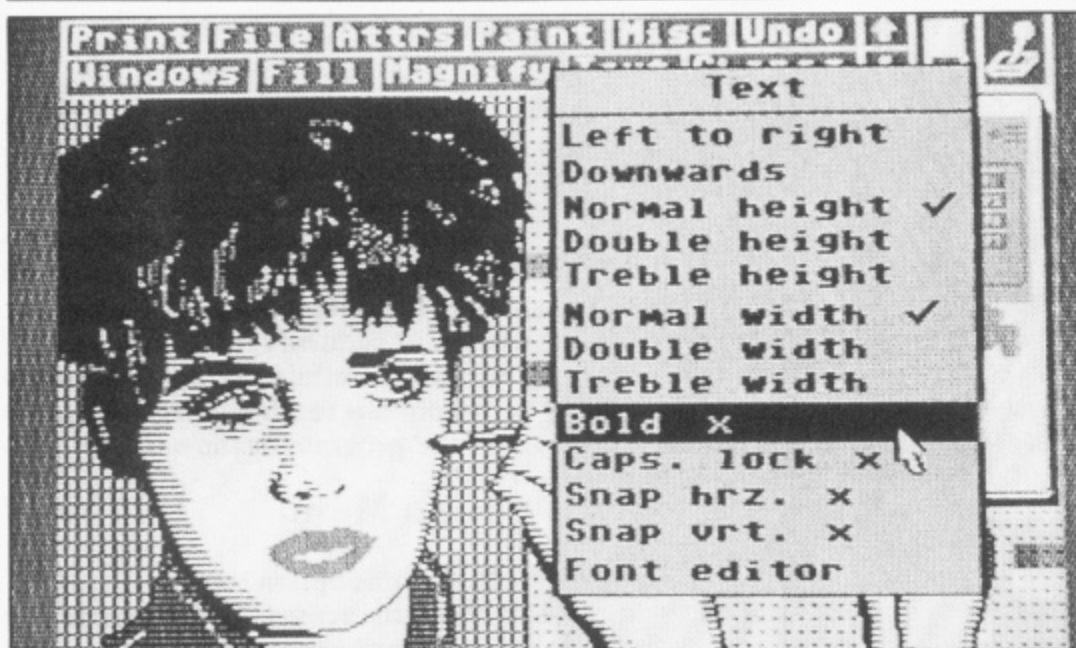 Print File Attrs Paint Misc Undo
Windows Fill Magnify
Text
Left to right
Downwards
Normal height ✓
Double height
Treble height
Normal width ✓
Double width
Treble width
Bold x
Caps. lock x
Snap hrz. x
Snap vrt. x
Font editor